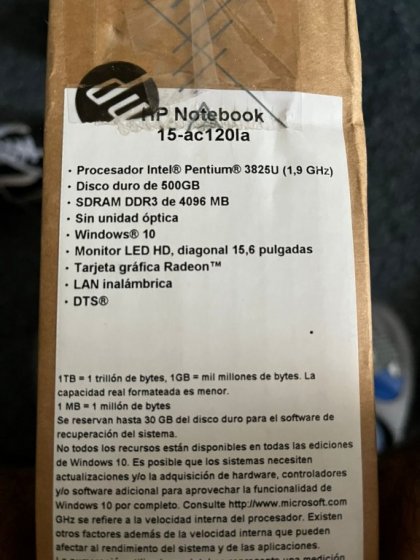 hp
HP Notebook
15-ac120la
· Procesador Intel® Pentium® 3825U (1,9 GHz)
· Disco duro de 500GB
· SDRAM DDR3 de 4096 MB
· Sin unidad óptica
· Windows® 10
· Monitor LED HD, diagonal 15,6 pulgadas
· Tarjeta gráfica Radeon™
· LAN inalámbrica
· DTS®
1TB = 1 trillón de bytes, 1GB = mil millones de bytes. La
capacidad real formateada es menor.
1 MB = 1 millón de bytes
Se reservan hasta 30 GB del disco duro para el software de
recuperación del sistema.
No todos los recursos están disponibles en todas las ediciones
de Windows 10. Es posible que los sistemas necesiten
actualizaciones y/o la adquisición de hardware, controladores
y/o software adicional para aprovechar la funcionalidad de
Windows 10 por completo. Consulte http://www.microsoft.com
GHz se refiere a la velocidad interna del procesador. Existen
otros factores además de la velocidad interna que pueden
afectar al rendimiento del sistema y de las aplicaciones.